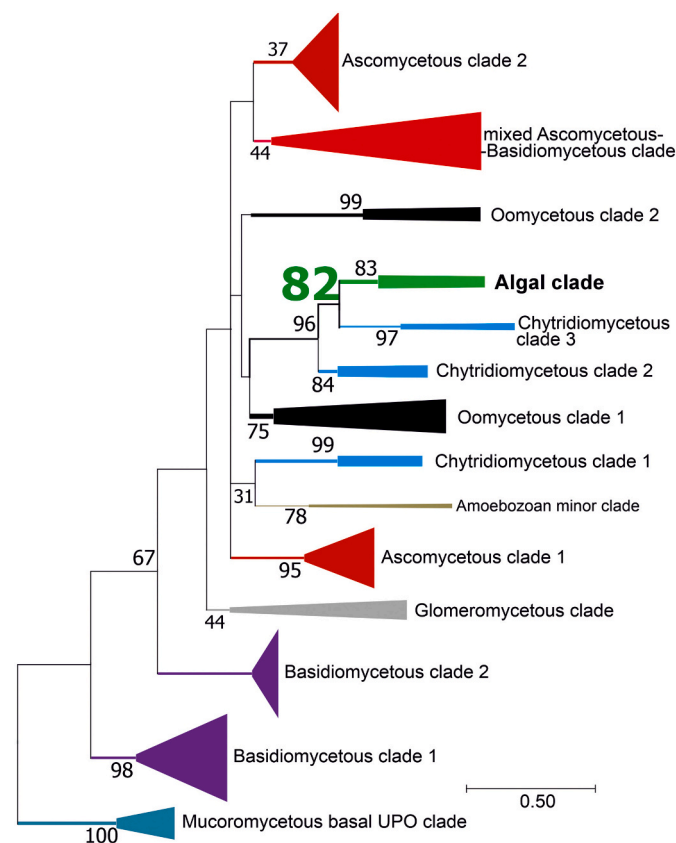 37
Ascomycetous clade 2
mixed Ascomycetous-
-Basidiomycetous clade
44
99
Oomycetous clade 2
82
83
Algal clade
96
Chytridiomycetous
clade 3
97
Chytridiomycetous clade 2
84
Oomycetous clade 1
75
99
Chytridiomycetous clade 1
31
Amoebozoan minor clade
78
Ascomycetous clade 1
95
67
Glomeromycetous clade
44
Basidiomycetous clade 2
Basidiomycetous clade 1
98
0.50
Mucoromycetous basal UPO clade
100